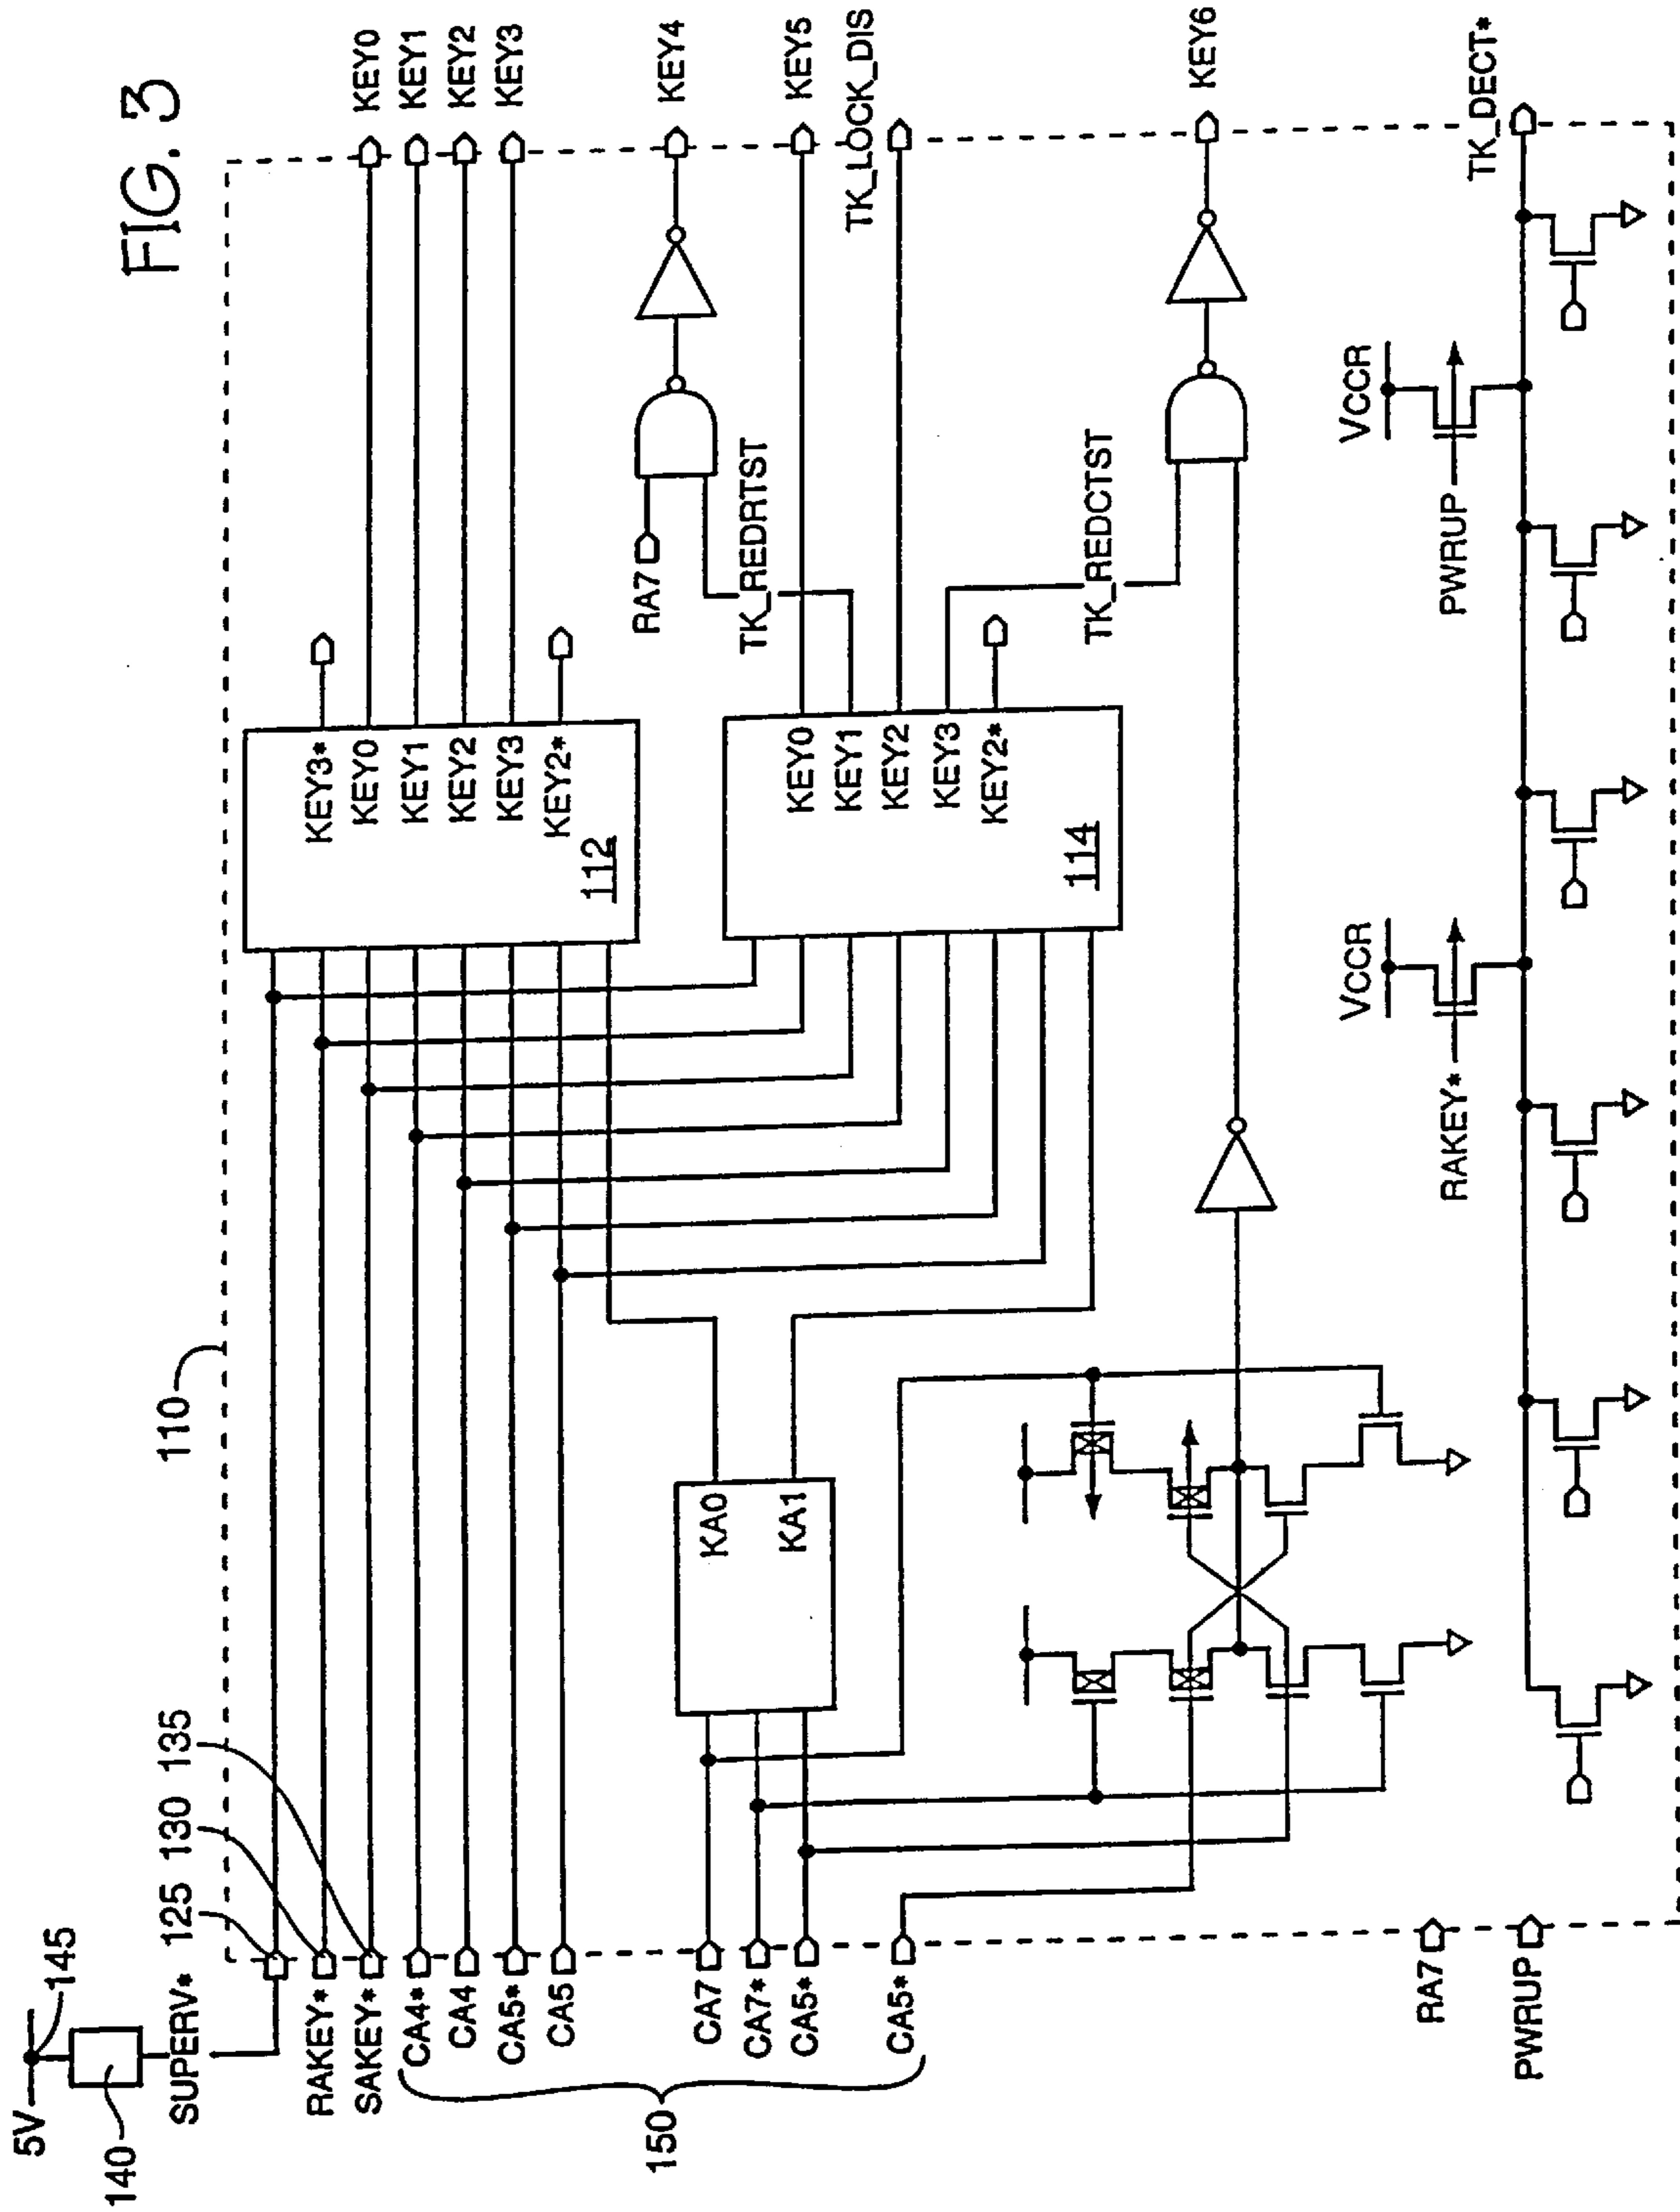 FIG. 3
110
5V
145
140
SUPERV*
125
130
135
RAKEY*
SAKEY*
CA4*
CA4
CA5*
CA5
CA7
CA7*
CA5*
CA5*
150
RA7
PWRUP
KA0
KA1
KEY3*
KEY0
KEY1
KEY2
KEY3
KEY2*
112
KEY0
KEY1
KEY2
KEY3
KEY2*
114
RA7
TK_REDRTST
TK_REDCTST
RAKEY*
VCCR
PWRUP
VCCR
KEY0
KEY1
KEY2
KEY3
KEY4
KEY5
TK_LOCK_DIS
KEY6
TK_DECT*